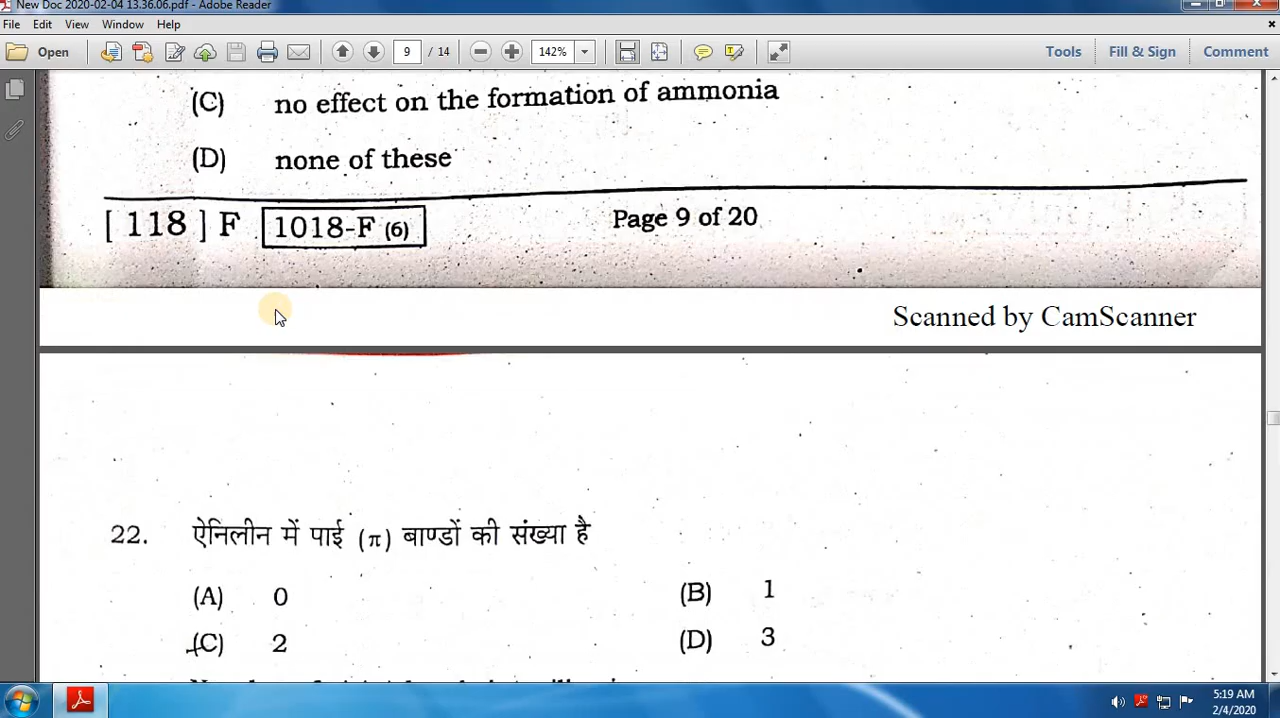 New Doc 2020-02-04 13.36.06.pdf - Adobe Reader
File Edit View Window Help
Open 9 / 14 142% Tools Fill & Sign Comment
(C) no effect on the formation of ammonia
(D) none of these
[ 118 ] F 1018-F (6) Page 9 of 20
Scanned by CamScanner
22. ऐनिलीन में पाई (π) बाण्डों की संख्या है
(A) 0 (B) 1
(C) 2 (D) 3
5:19 AM
2/4/2020